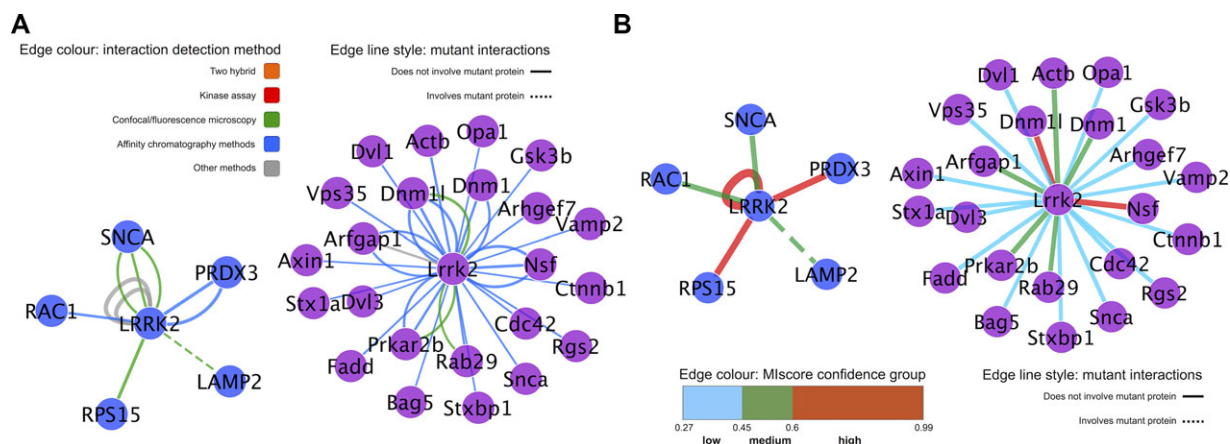 A
Edge colour: interaction detection method
Two hybrid
Kinase assay
Confocal/fluorescence microscopy
Affinity chromatography methods
Other methods
Edge line style: mutant interactions
Does not involve mutant protein
Involves mutant protein
SNCA
PRDX3
RAC1
LRRK2
LAMP2
RPS15
Opa1
Actb
Dvl1
Gsk3b
Dnm1l
Dnm1
Vps35
Arhgef7
Vamp2
Arfgap1
Axin1
Lrrk2
Nsf
Ctnnb1
Stx1a
Dvl3
Cdc42
Prkar2b
Rgs2
Fadd
Rab29
Snca
Bag5
Stxbp1
B
SNCA
PRDX3
RAC1
LRRK2
LAMP2
RPS15
Dvl1
Actb
Opa1
Gsk3b
Vps35
Dnm1l
Dnm1
Arhgef7
Arfgap1
Axin1
Vamp2
Lrrk2
Nsf
Stx1a
Dvl3
Ctnnb1
Prkar2b
Cdc42
Fadd
Rab29
Rgs2
Bag5
Snca
Stxbp1
Edge colour: MIscore confidence group
0.27
0.45
0.6
0.99
low
medium
high
Edge line style: mutant interactions
Does not involve mutant protein
Involves mutant protein